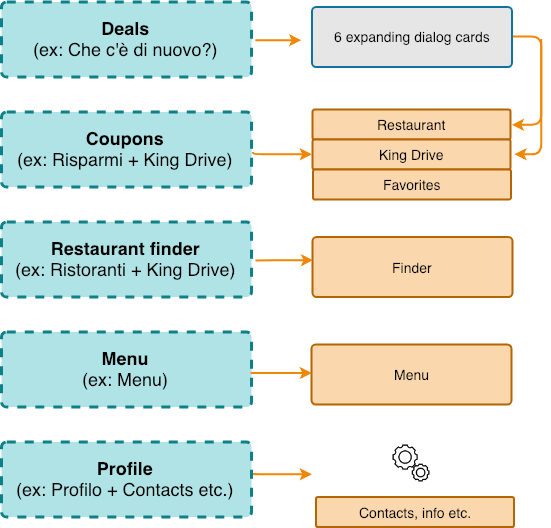 Deals
(ex: Che c'è di nuovo?)
6 expanding dialog cards
Coupons
(ex: Risparmi + King Drive)
Restaurant
King Drive
Favorites
Restaurant finder
(ex: Ristoranti + King Drive)
Finder
Menu
(ex: Menu)
Menu
Profile
(ex: Profilo + Contacts etc.)
Contacts, info etc.